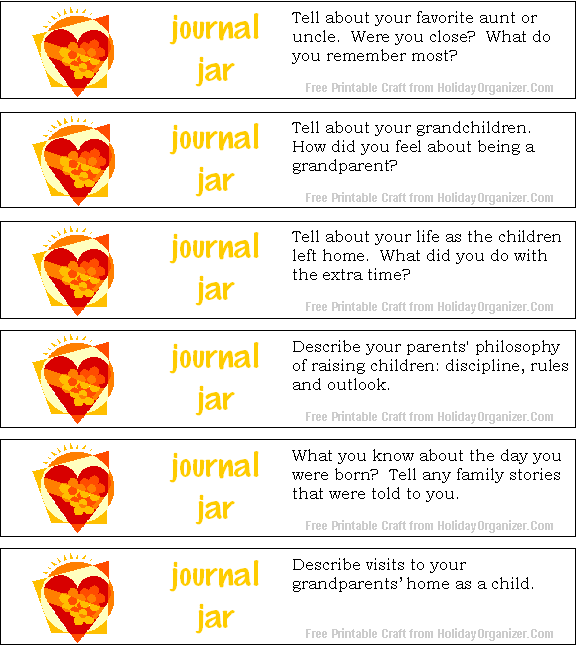 journal
jar
Tell about your favorite aunt or
uncle.  Were you close?  What do
you remember most?
Free Printable Craft from HolidayOrganizer.Com
journal
jar
Tell about your grandchildren.
How did you feel about being a
grandparent?
Free Printable Craft from HolidayOrganizer.Com
journal
jar
Tell about your life as the children
left home.  What did you do with
the extra time?
Free Printable Craft from HolidayOrganizer.Com
journal
jar
Describe your parents' philosophy
of raising children: discipline, rules
and outlook.
Free Printable Craft from HolidayOrganizer.Com
journal
jar
What you know about the day you
were born?  Tell any family stories
that were told to you.
Free Printable Craft from HolidayOrganizer.Com
journal
jar
Describe visits to your
grandparents’ home as a child.
Free Printable Craft from HolidayOrganizer.Com